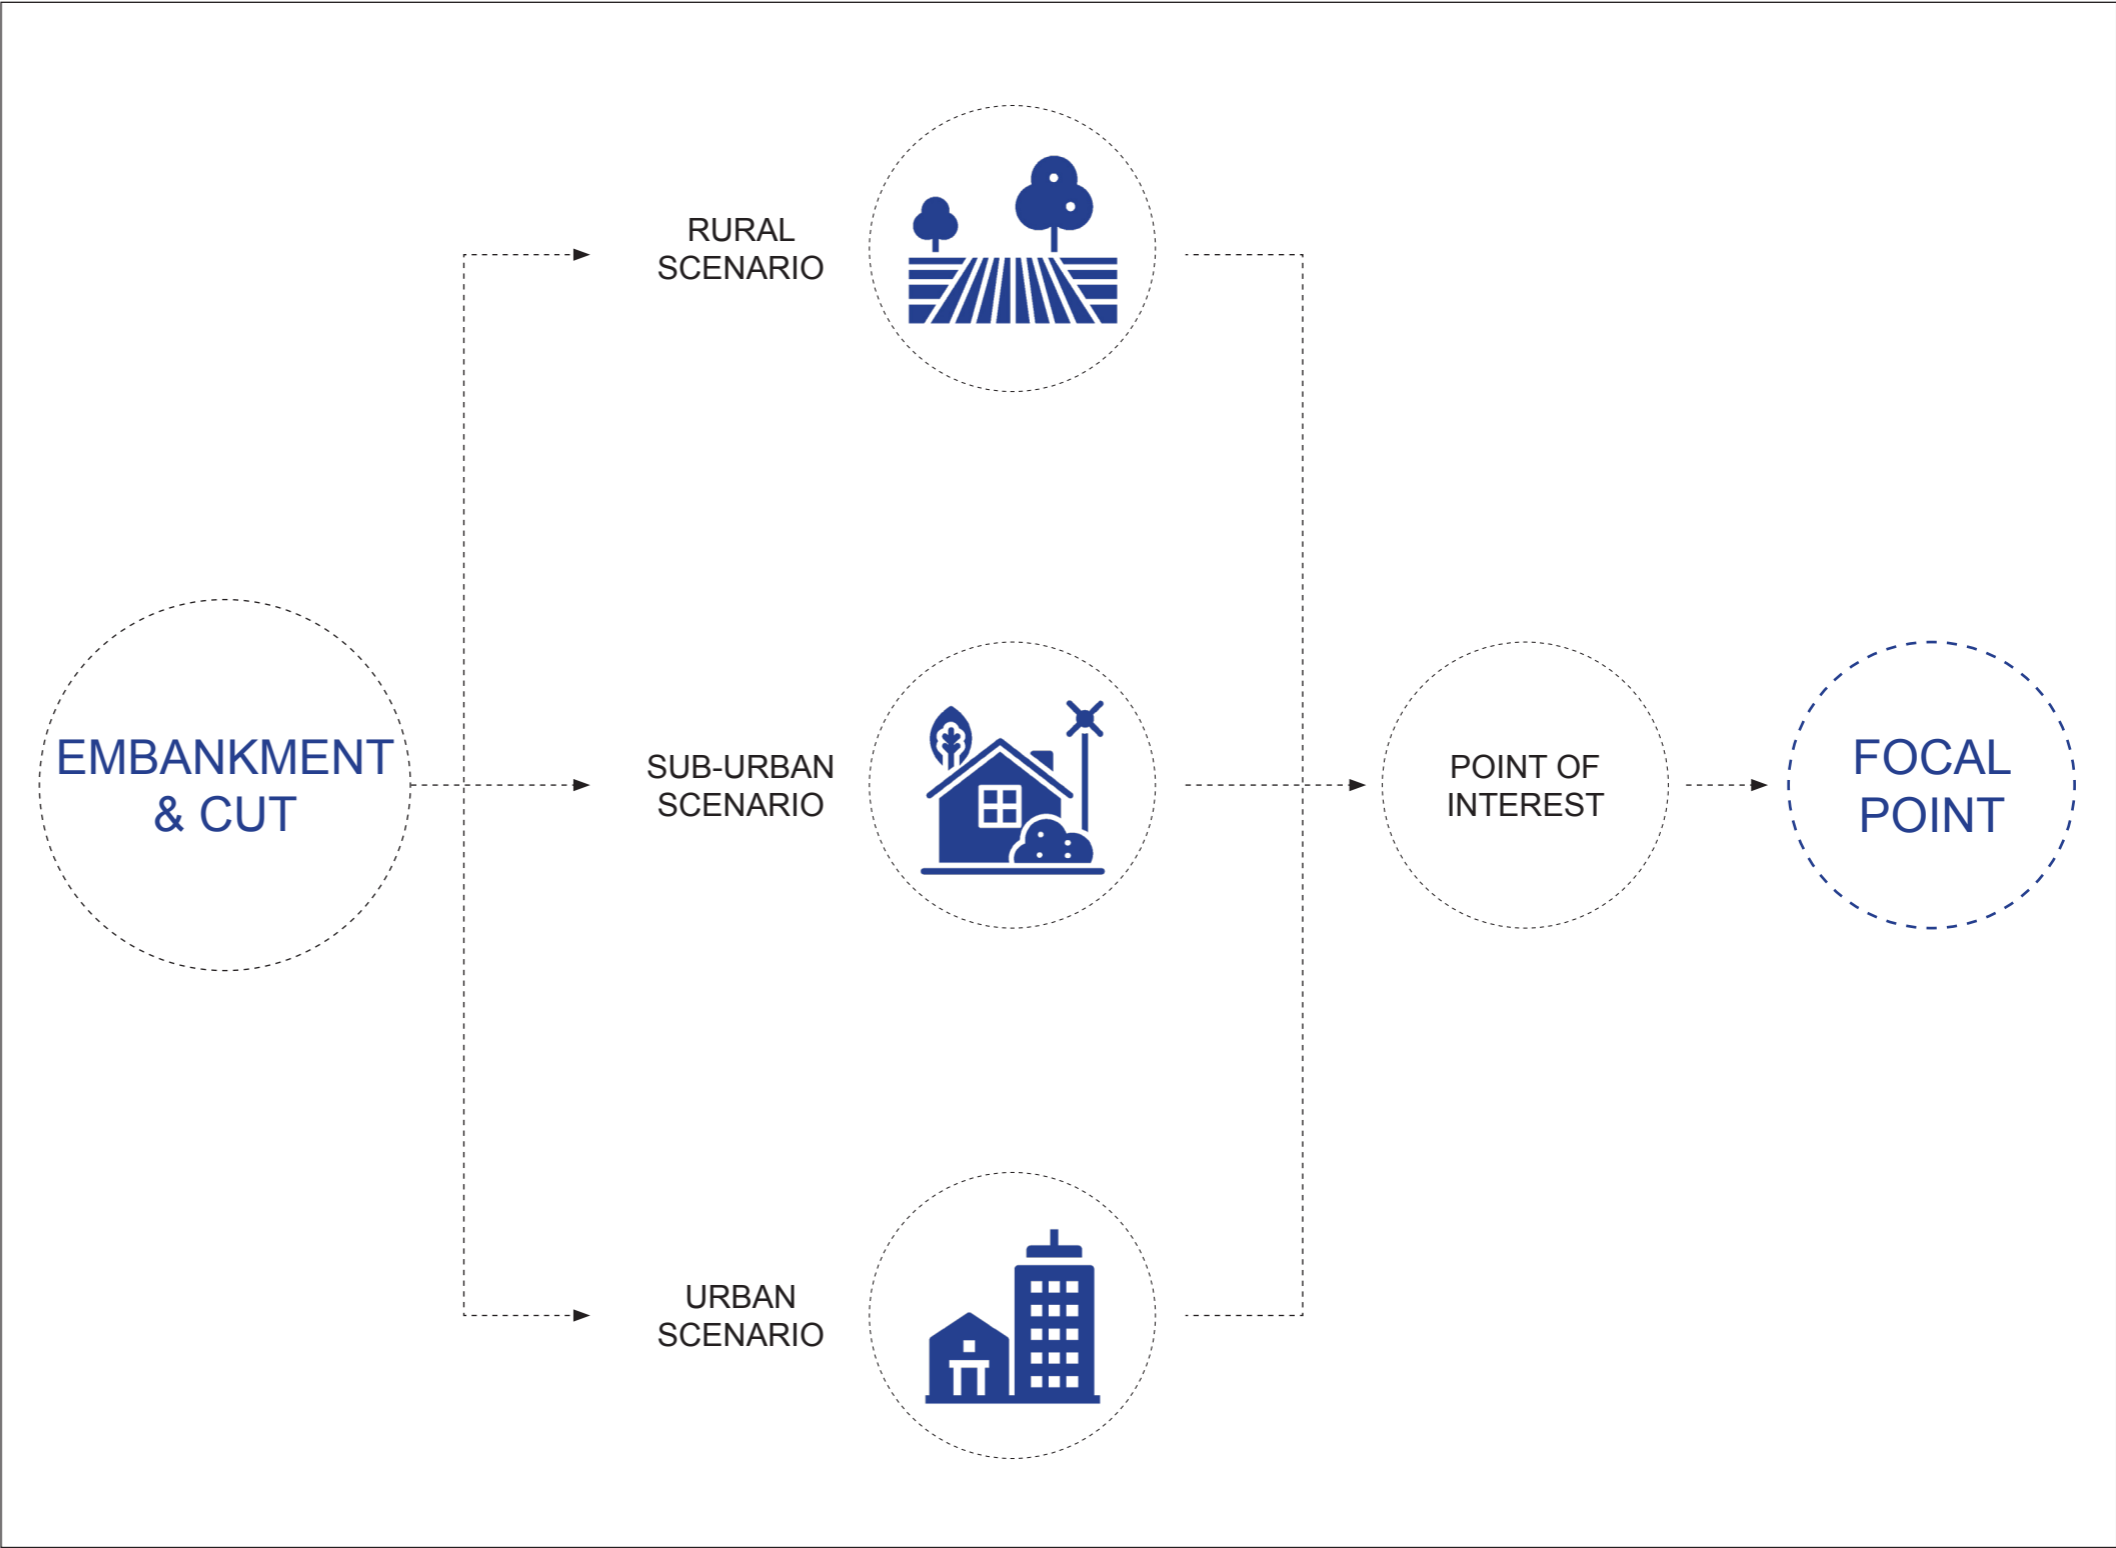 RURAL
SCENARIO
EMBANKMENT
& CUT
SUB-URBAN
SCENARIO
POINT OF
INTEREST
FOCAL
POINT
URBAN
SCENARIO